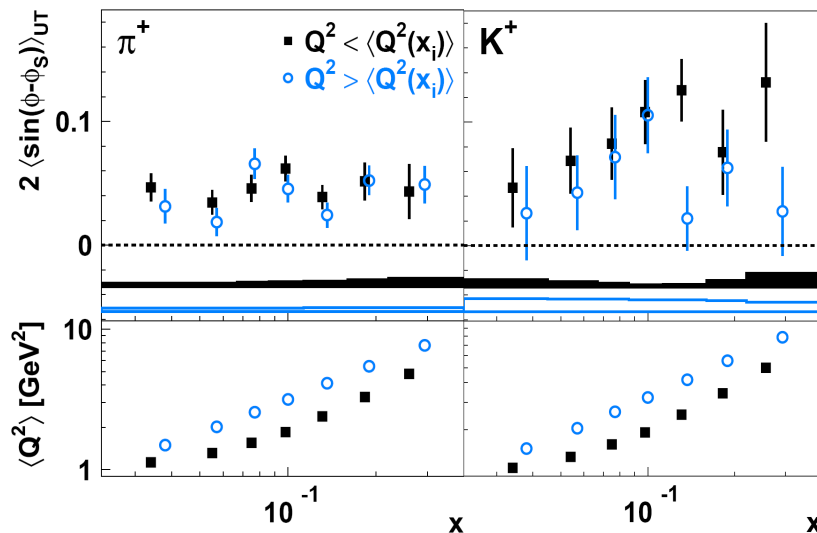 π+ K+
Q2 < ⟨Q2(xi)⟩
Q2 > ⟨Q2(xi)⟩
2 ⟨sin(ϕ-ϕS)⟩UT
0.1
0
⟨Q2⟩ [GeV2]
10
1
10 -1 x 10 -1 x